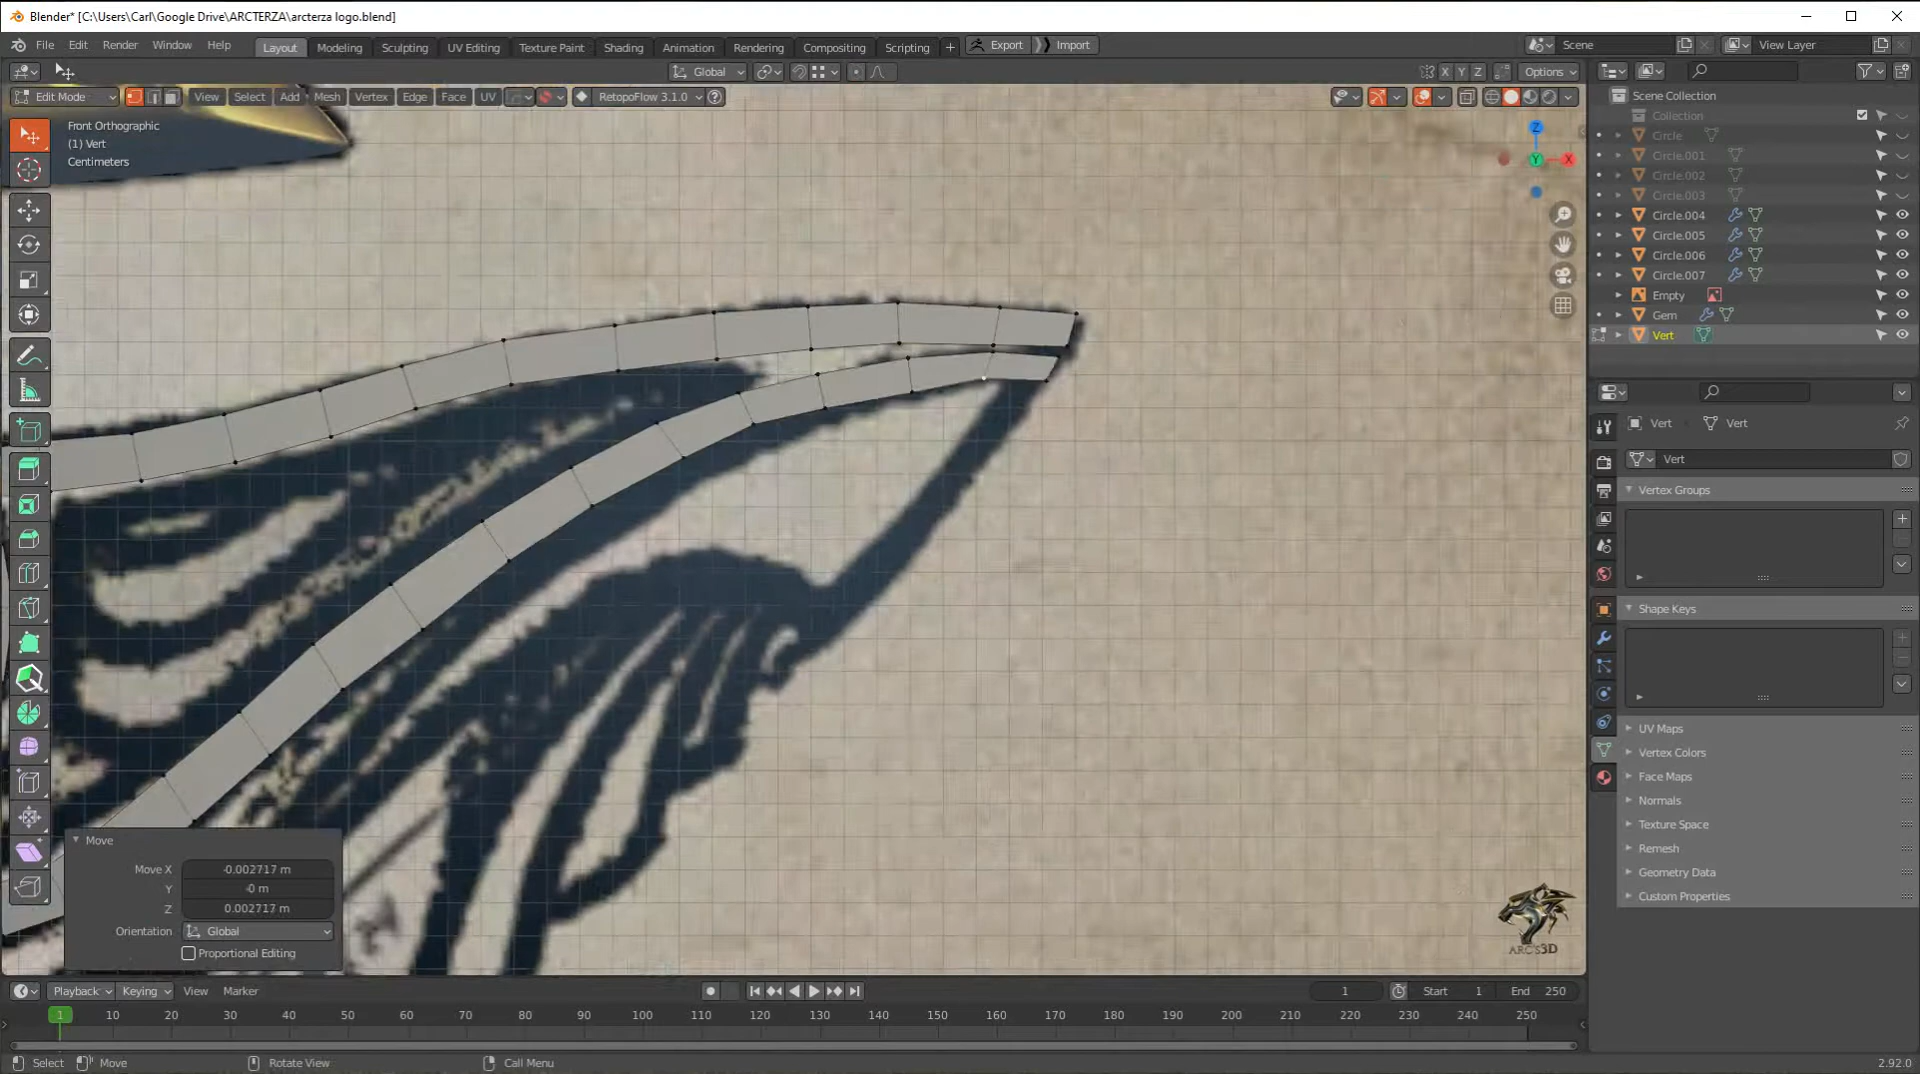 Blender* [C:\Users\Carl\Google Drive\ARCTERZA\arcterza logo.blend]
File Edit Render Window Help Layout Modeling Sculpting UV Editing Texture Paint Shading Animation Rendering Compositing Scripting + Export Import Scene View Layer
Global X Y Z Options
Edit Mode View Select Add Mesh Vertex Edge Face UV RetopoFlow 3.1.0
Front Orthographic
(1) Vert
Centimeters
Z
Y X
Scene Collection
Collection
Circle
Circle.001
Circle.002
Circle.003
Circle.004
Circle.005
Circle.006
Circle.007
Empty
Gem
Vert
Vert Vert
Vert
Vertex Groups
Shape Keys
UV Maps
Vertex Colors
Face Maps
Normals
Texture Space
Remesh
Geometry Data
Custom Properties
Move
Move X -0.002717 m
Y -0 m
Z 0.002717 m
Orientation Global
Proportional Editing
ARC'S3D
Playback Keying View Marker 1 Start 1 End 250
1 10 20 30 40 50 60 70 80 90 100 110 120 130 140 150 160 170 180 190 200 210 220 230 240 250
Select Move Rotate View Call Menu 2.92.0